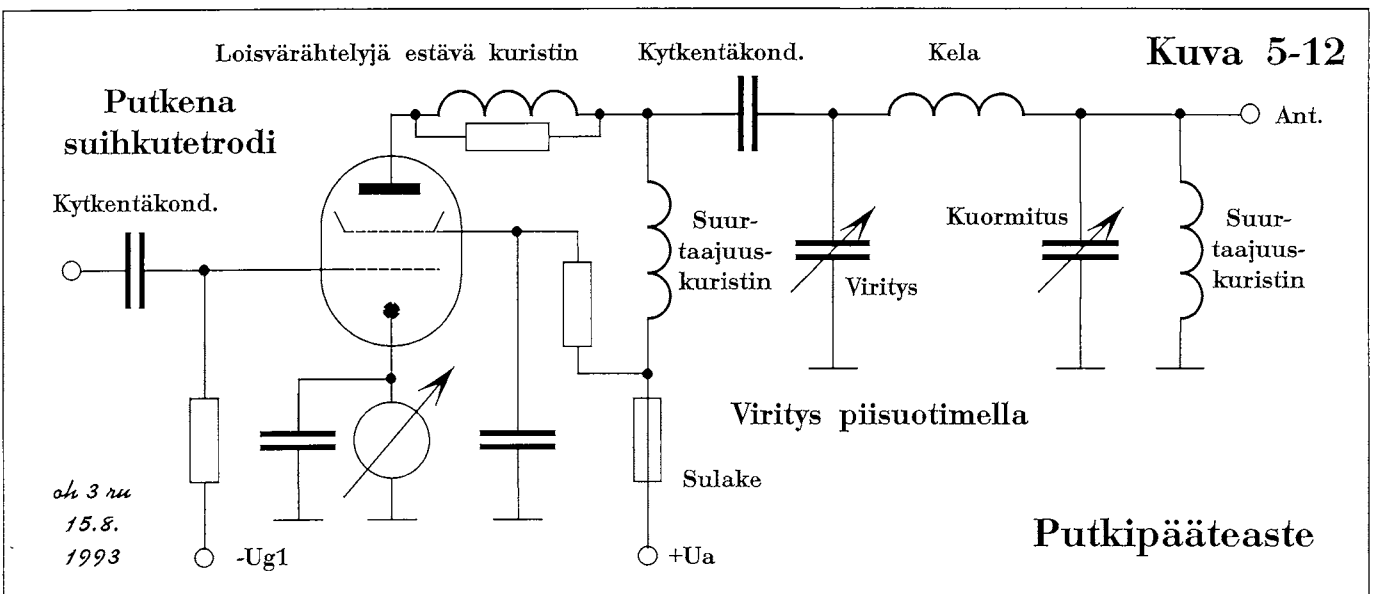 Loisvärähtelyjä estävä kuristin
Kytkentäkond.
Kela
Kuva 5-12
Putkena
suihkutetrodi
Ant.
Kytkentäkond.
Suur-
taajuus-
kuristin
Kuormitus
Suur-
taajuus-
kuristin
Viritys
Viritys piisuotimella
Sulake
oh 3 ru
15.8.
1993
-Ug1
+Ua
Putkipääteaste